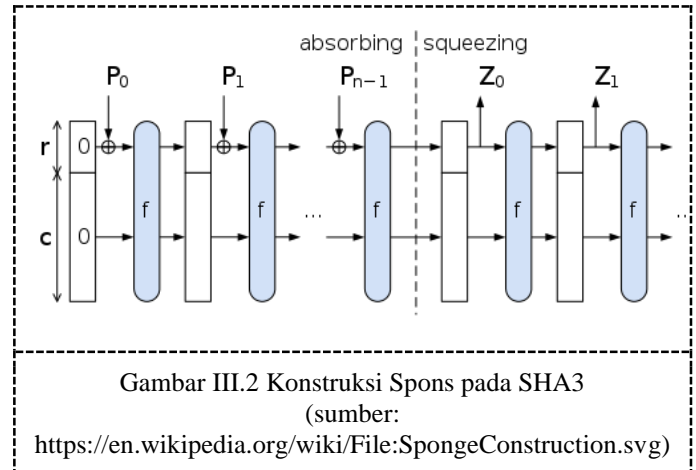 absorbing squeezing
P0 P1 Pn−1 Z0 Z1
r 0
f f f f f
c 0 ... ..
Gambar III.2 Konstruksi Spons pada SHA3
(sumber:
https://en.wikipedia.org/wiki/File:SpongeConstruction.svg)